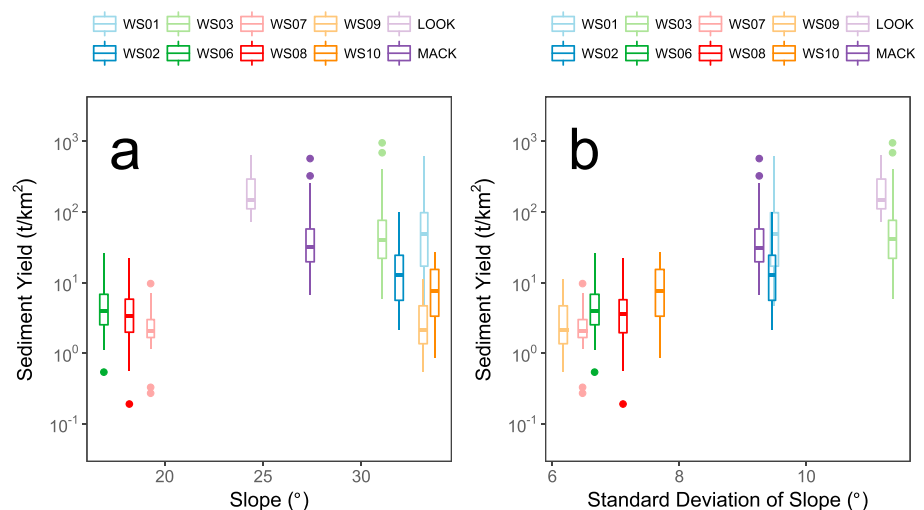 WS01 WS03 WS07 WS09 LOOK
WS02 WS06 WS08 WS10 MACK
WS01 WS03 WS07 WS09 LOOK
WS02 WS06 WS08 WS10 MACK
a
b
Sediment Yield (t/km²)
10³
10²
10¹
10⁰
10⁻¹
20 25 30
Slope (°)
Sediment Yield (t/km²)
10³
10²
10¹
10⁰
10⁻¹
6 8 10
Standard Deviation of Slope (°)